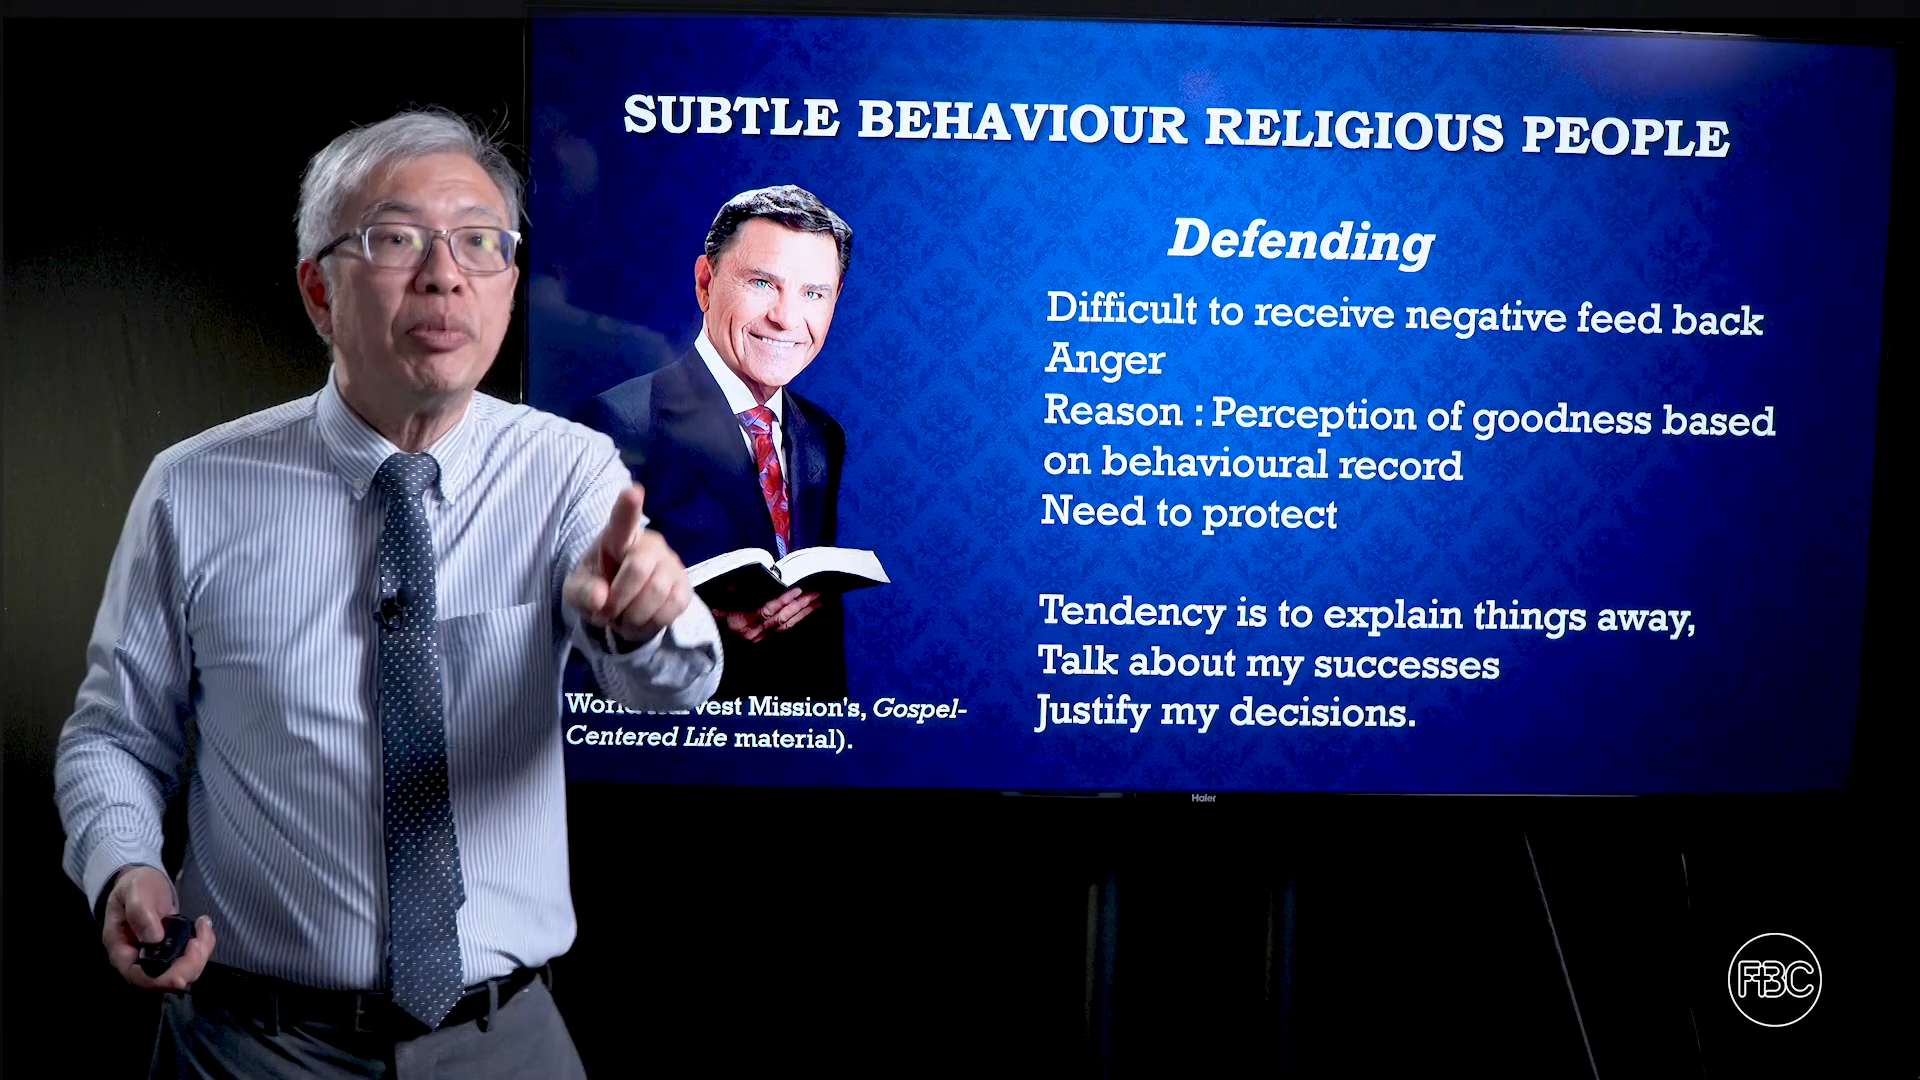 SUBTLE BEHAVIOUR RELIGIOUS PEOPLE
Defending
Difficult to receive negative feed back
Anger
Reason : Perception of goodness based
on behavioural record
Need to protect
Tendency is to explain things away,
Talk about my successes
Justify my decisions.
Mission's, Gospel-
Centered Life material).
Haier
FBC